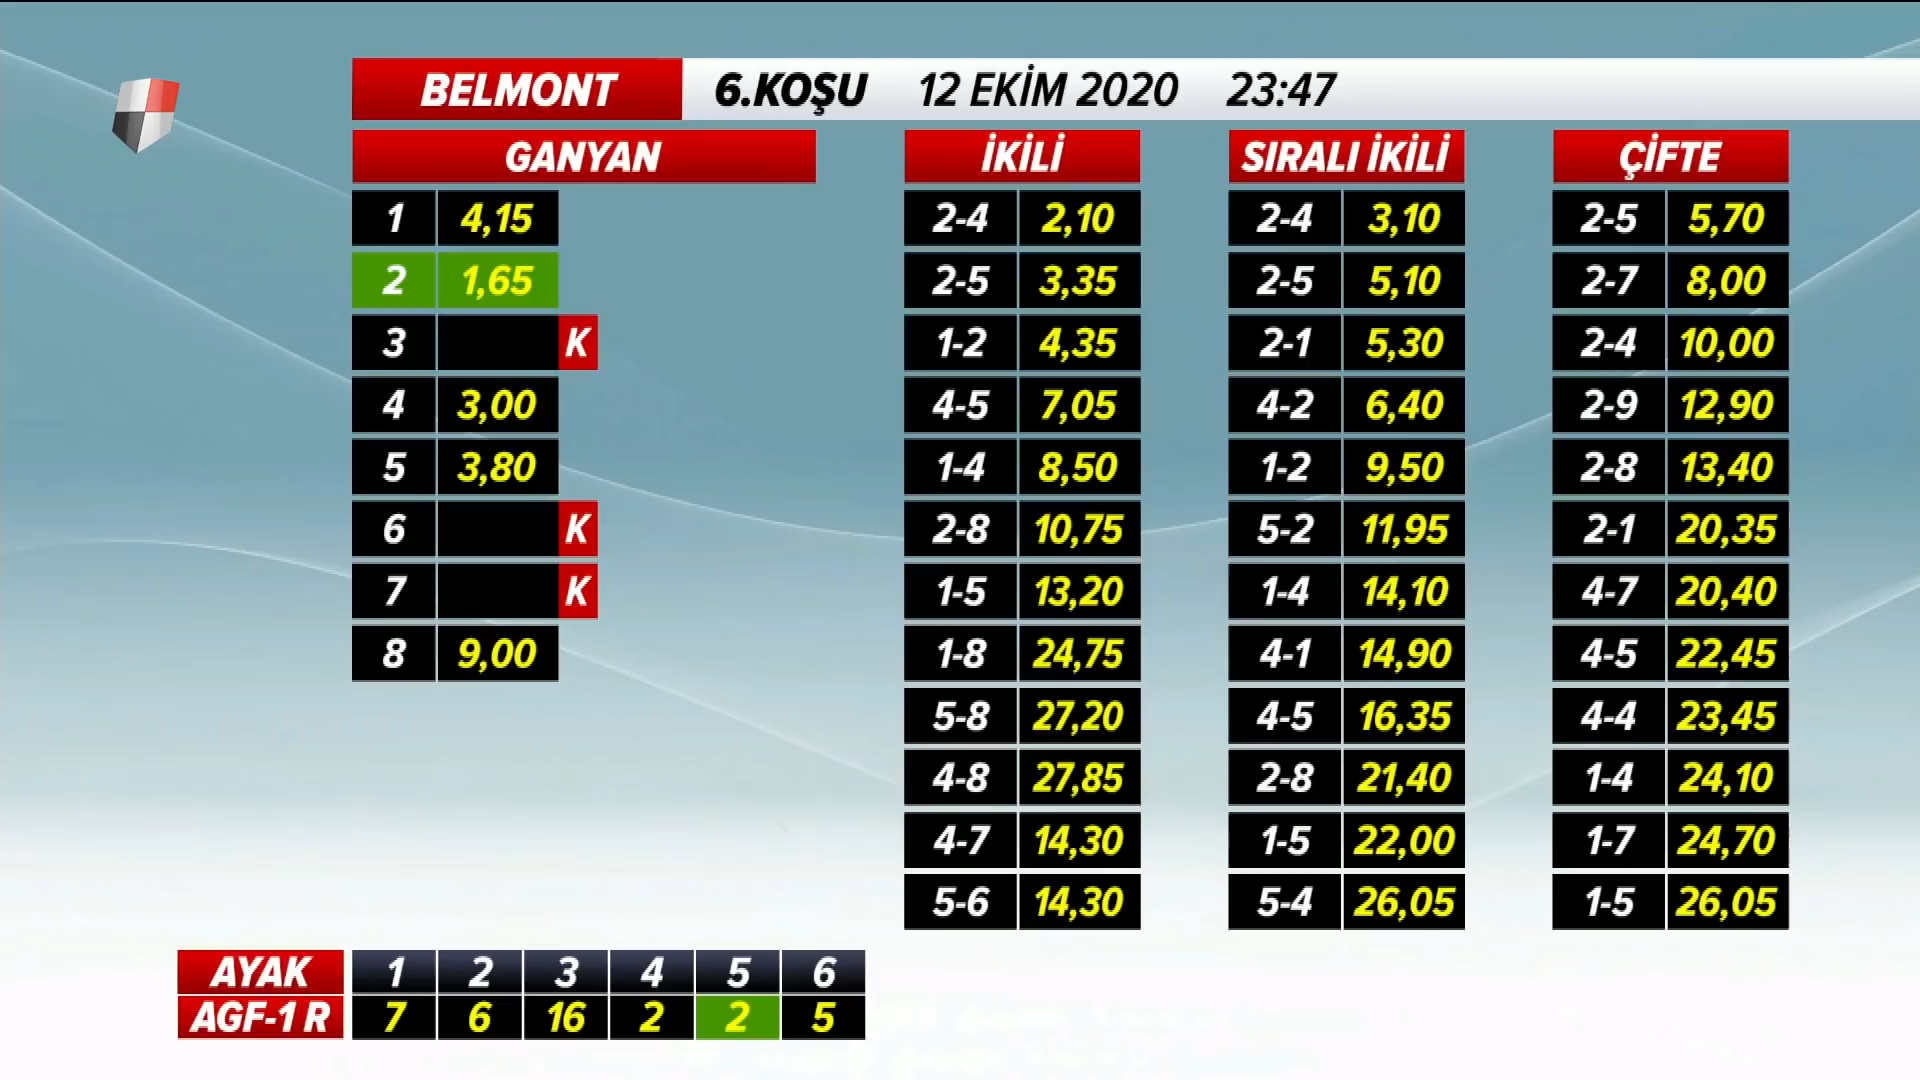 BELMONT 6.KOŞU 12 EKİM 2020 23:47
GANYAN İKİLİ SIRALI İKİLİ ÇİFTE
1 4,15 2-4 2,10 2-4 3,10 2-5 5,70
2 1,65 2-5 3,35 2-5 5,10 2-7 8,00
3 K 1-2 4,35 2-1 5,30 2-4 10,00
4 3,00 4-5 7,05 4-2 6,40 2-9 12,90
5 3,80 1-4 8,50 1-2 9,50 2-8 13,40
6 K 2-8 10,75 5-2 11,95 2-1 20,35
7 K 1-5 13,20 1-4 14,10 4-7 20,40
8 9,00 1-8 24,75 4-1 14,90 4-5 22,45
5-8 27,20 4-5 16,35 4-4 23,45
4-8 27,85 2-8 21,40 1-4 24,10
4-7 14,30 1-5 22,00 1-7 24,70
5-6 14,30 5-4 26,05 1-5 26,05
AYAK 1 2 3 4 5 6
AGF-1 R 7 6 16 2 2 5